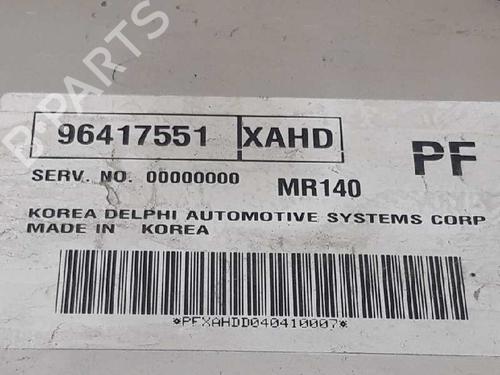 B-PARTS
96417551 XAHD
PF
SERV. NO. 00000000 MR140
KOREA DELPHI AUTOMOTIVE SYSTEMS CORP
MADE IN KOREA
*PFXAHDD040410007*